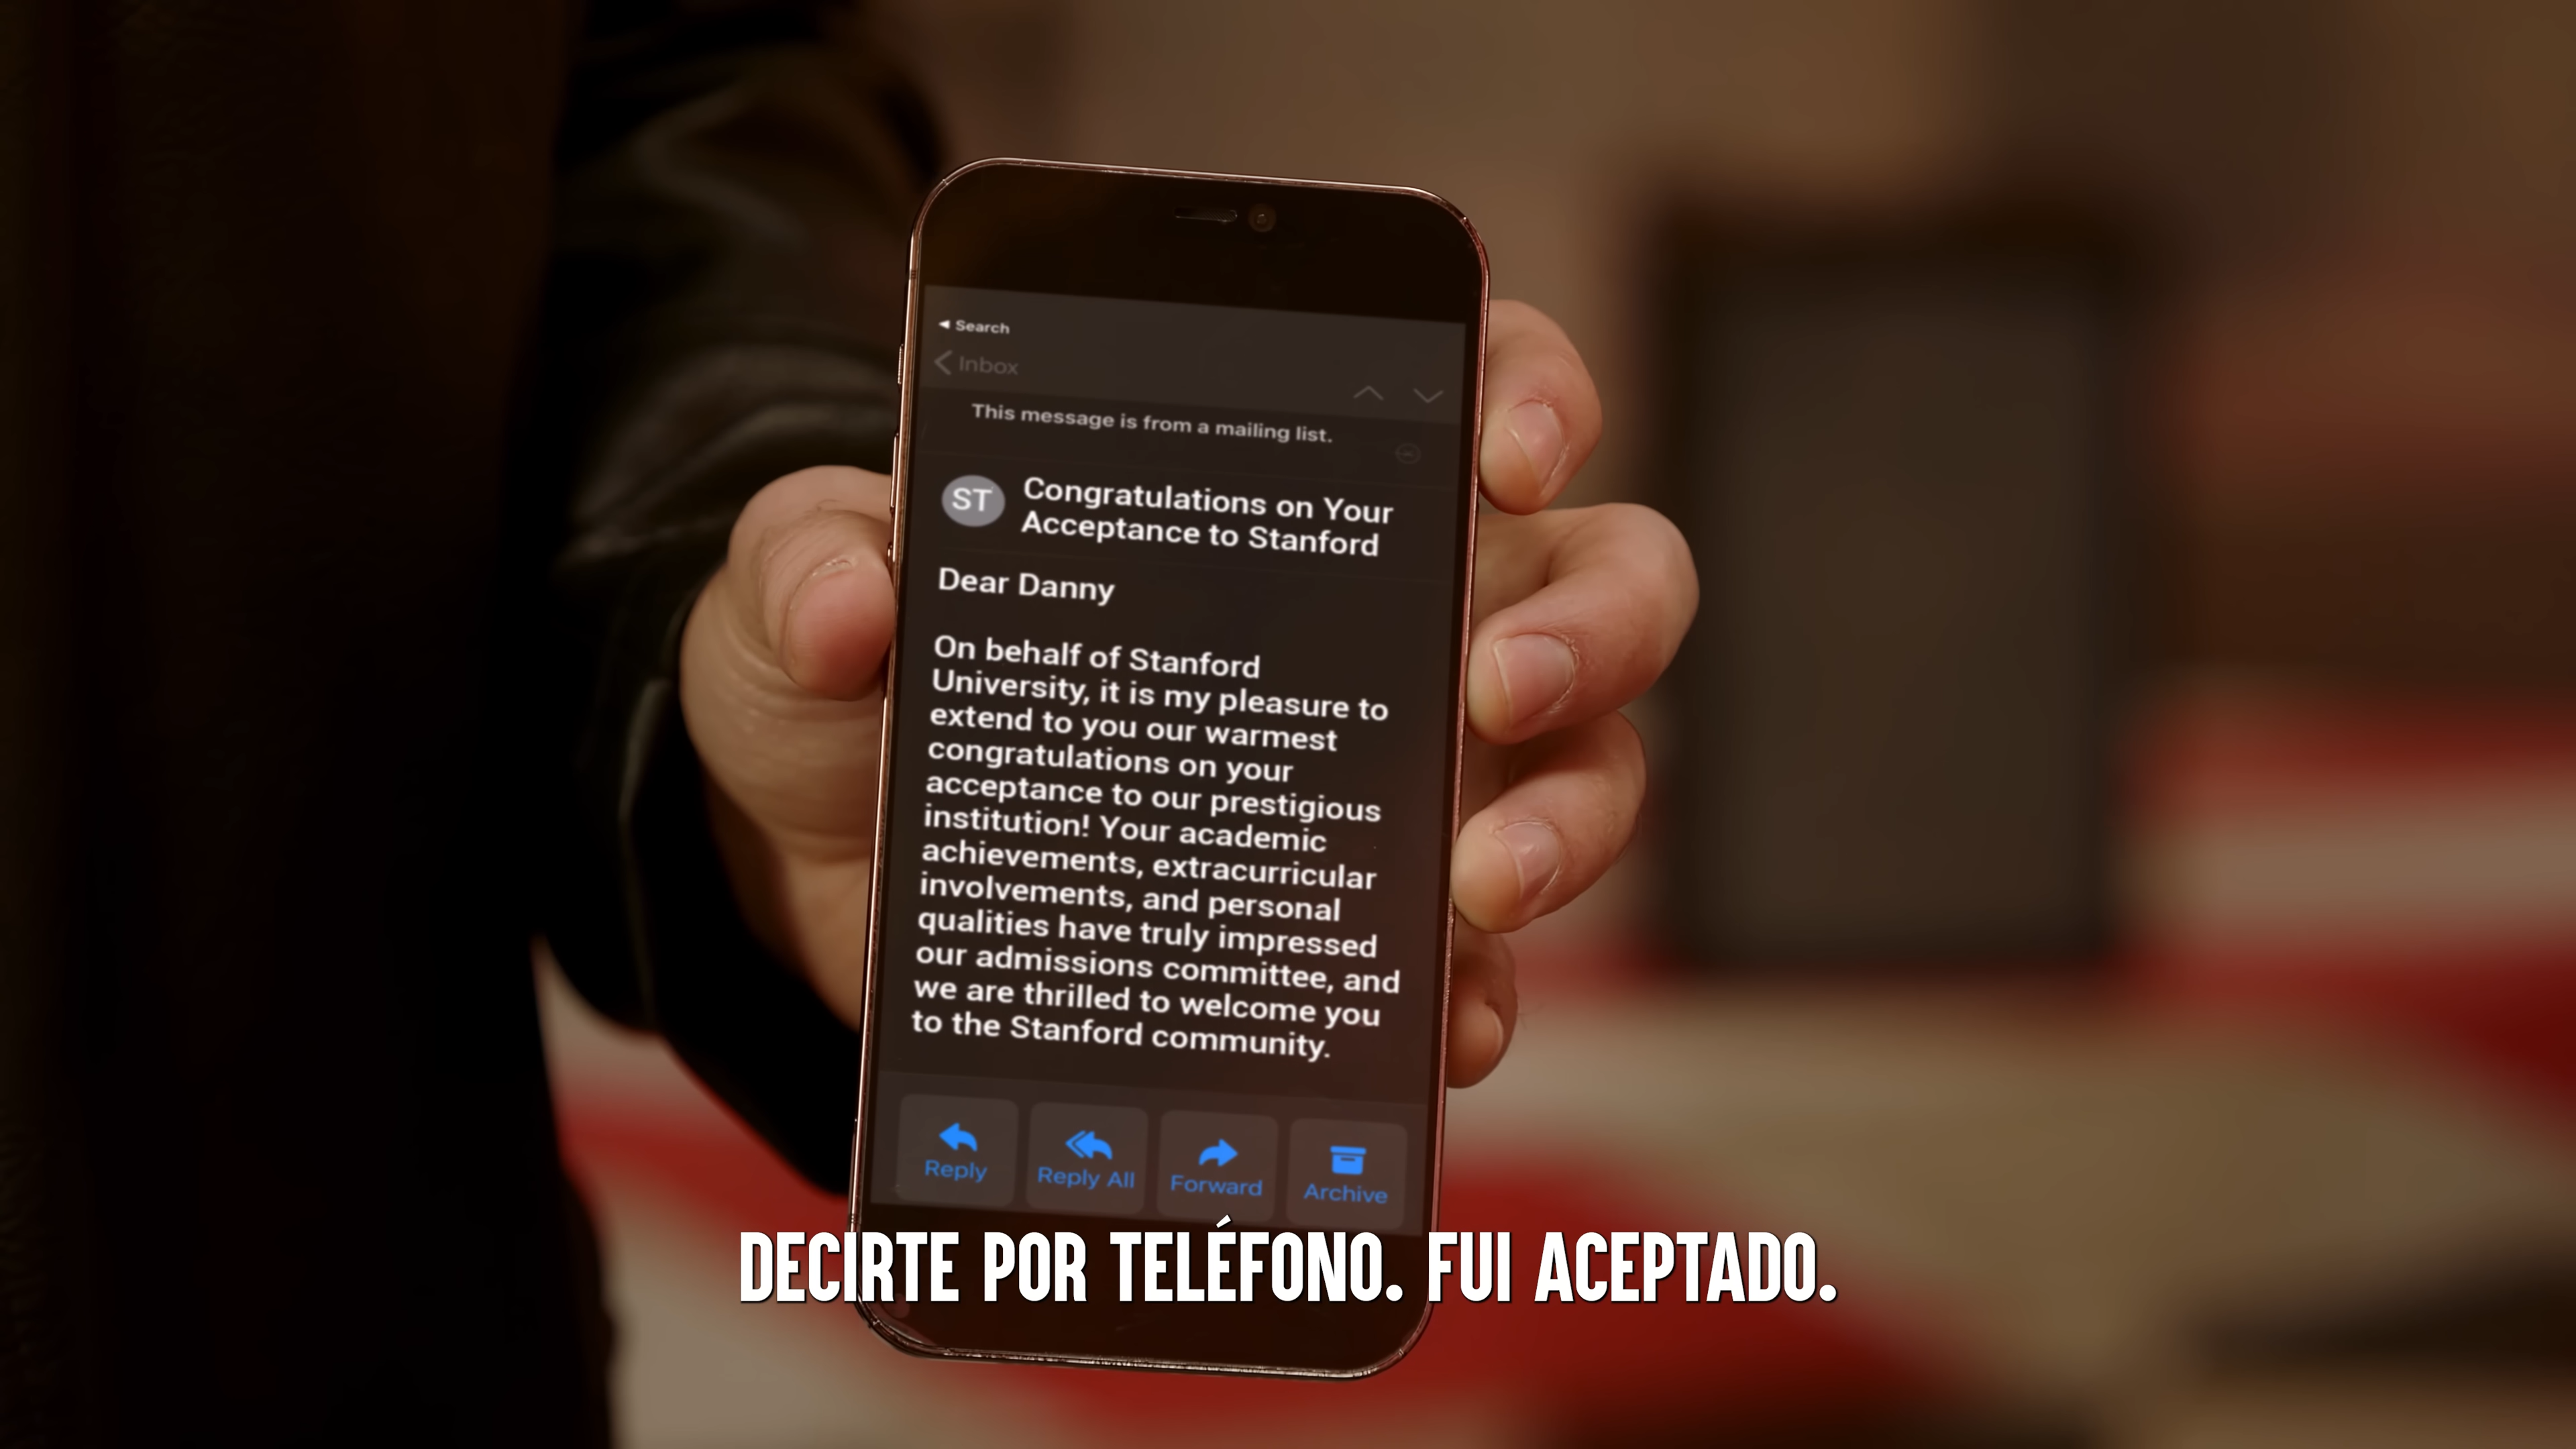 ◄ Search
Inbox
This message is from a mailing list.
ST
Congratulations on Your
Acceptance to Stanford
Dear Danny
On behalf of Stanford
University, it is my pleasure to
extend to you our warmest
congratulations on your
acceptance to our prestigious
institution! Your academic
achievements, extracurricular
involvements, and personal
qualities have truly impressed
our admissions committee, and
we are thrilled to welcome you
to the Stanford community.
Reply Reply All Forward Archive
DECIRTE POR TELÉFONO. FUI ACEPTADO.